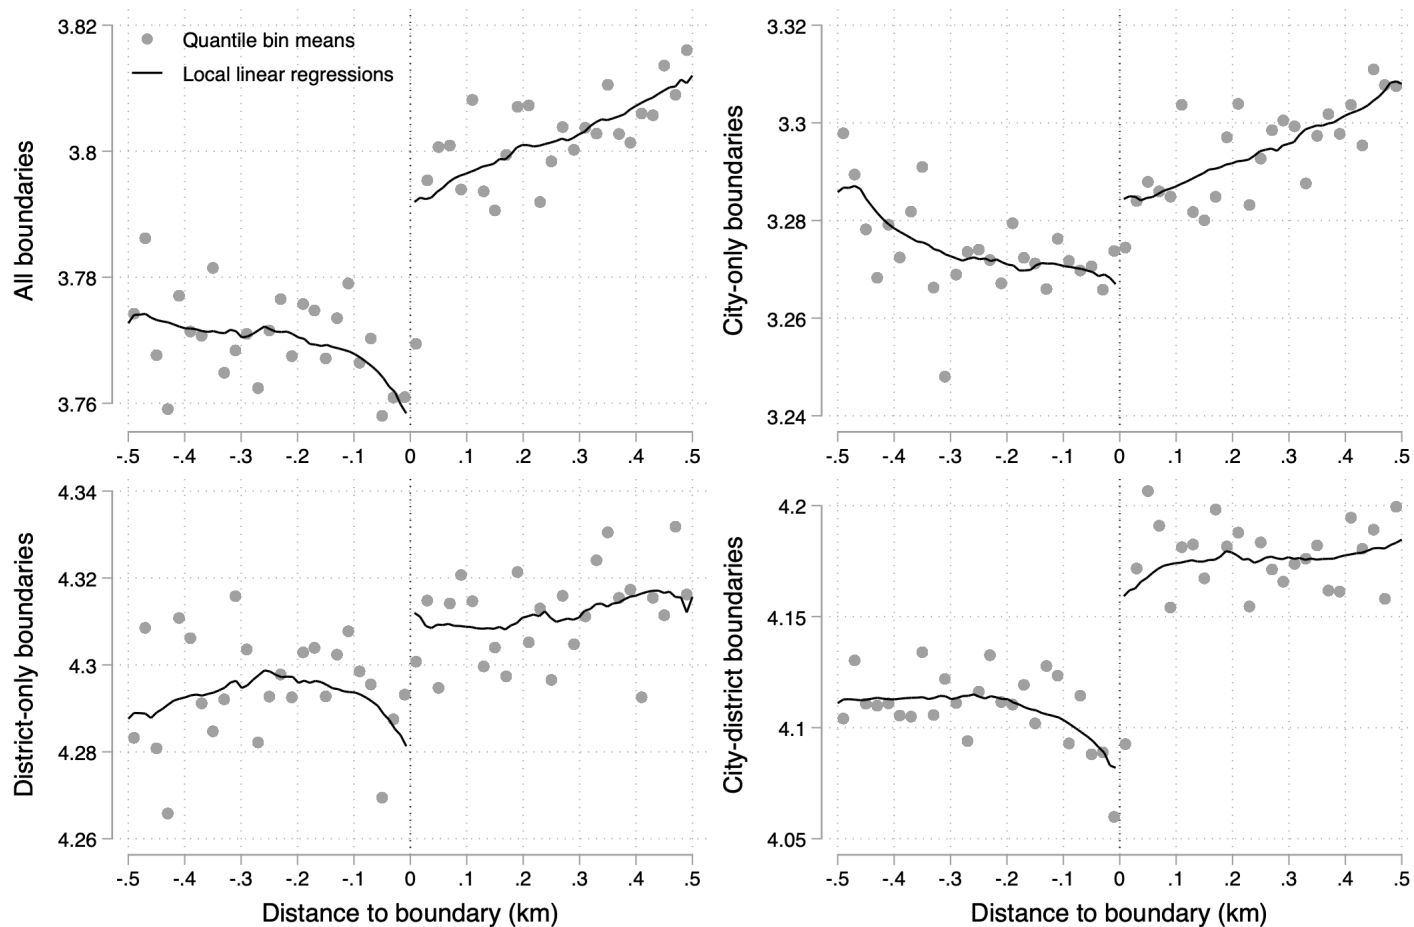 All boundaries
3.82
3.8
3.78
3.76
Quantile bin means
Local linear regressions
-.5 -.4 -.3 -.2 -.1 0 .1 .2 .3 .4 .5
City-only boundaries
3.32
3.3
3.28
3.26
3.24
-.5 -.4 -.3 -.2 -.1 0 .1 .2 .3 .4 .5
District-only boundaries
4.34
4.32
4.3
4.28
4.26
-.5 -.4 -.3 -.2 -.1 0 .1 .2 .3 .4 .5
Distance to boundary (km)
City-district boundaries
4.2
4.15
4.1
4.05
-.5 -.4 -.3 -.2 -.1 0 .1 .2 .3 .4 .5
Distance to boundary (km)